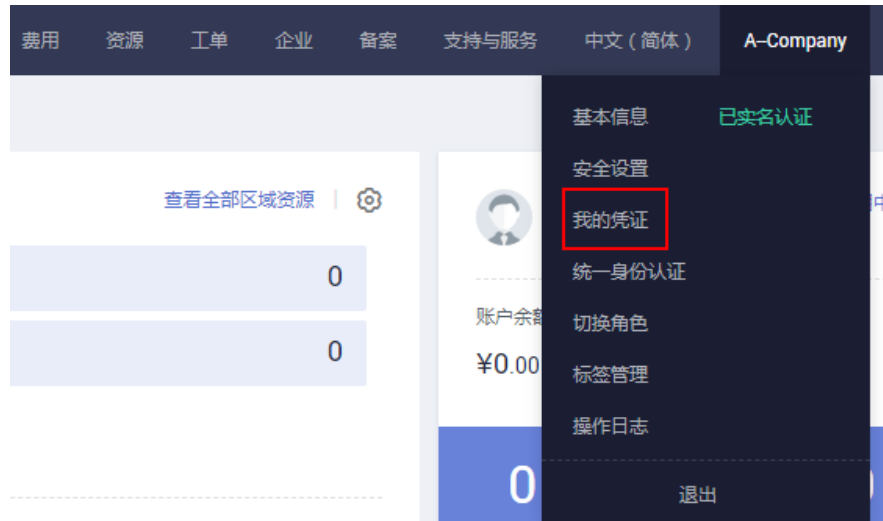 费用 资源 工单 企业 备案 支持与服务 中文（简体） A–Company
基本信息 已实名认证
安全设置
我的凭证
统一身份认证
切换角色
标签管理
操作日志
退出
查看全部区域资源
0
0
账户余
¥0.00
0